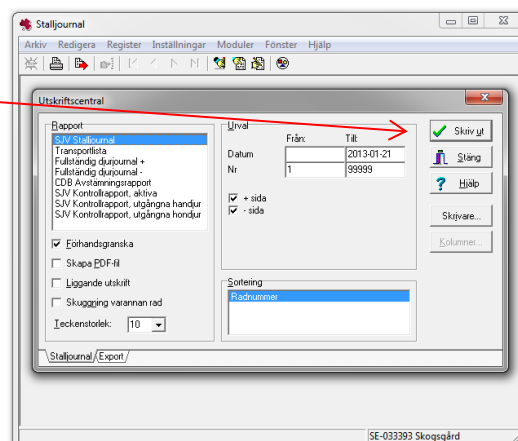 Stalljournal
Arkiv Redigera Register Inställningar Moduler Fönster Hjälp
Utskriftscentral
Rapport
SJV Stalljournal
Transportlista
Fullständig djurjournal +
Fullständig djurjournal -
CDB Avstämningsrapport
SJV Kontrollrapport, aktiva
SJV Kontrollrapport, utgångna handjur
SJV Kontrollrapport, utgångna hondjur
Förhandsgranska
Skapa PDF-fil
Liggande utskrift
Skuggning varannan rad
Teckenstorlek: 10
Urval
Från: Till:
Datum 2013-01-21
Nr 1 99999
+ sida
- sida
Sortering
Radnummer
Skriv ut
Stäng
Hjälp
Skrivare...
Kolumner...
Stalljournal Export
SE-033393 Skogsgård